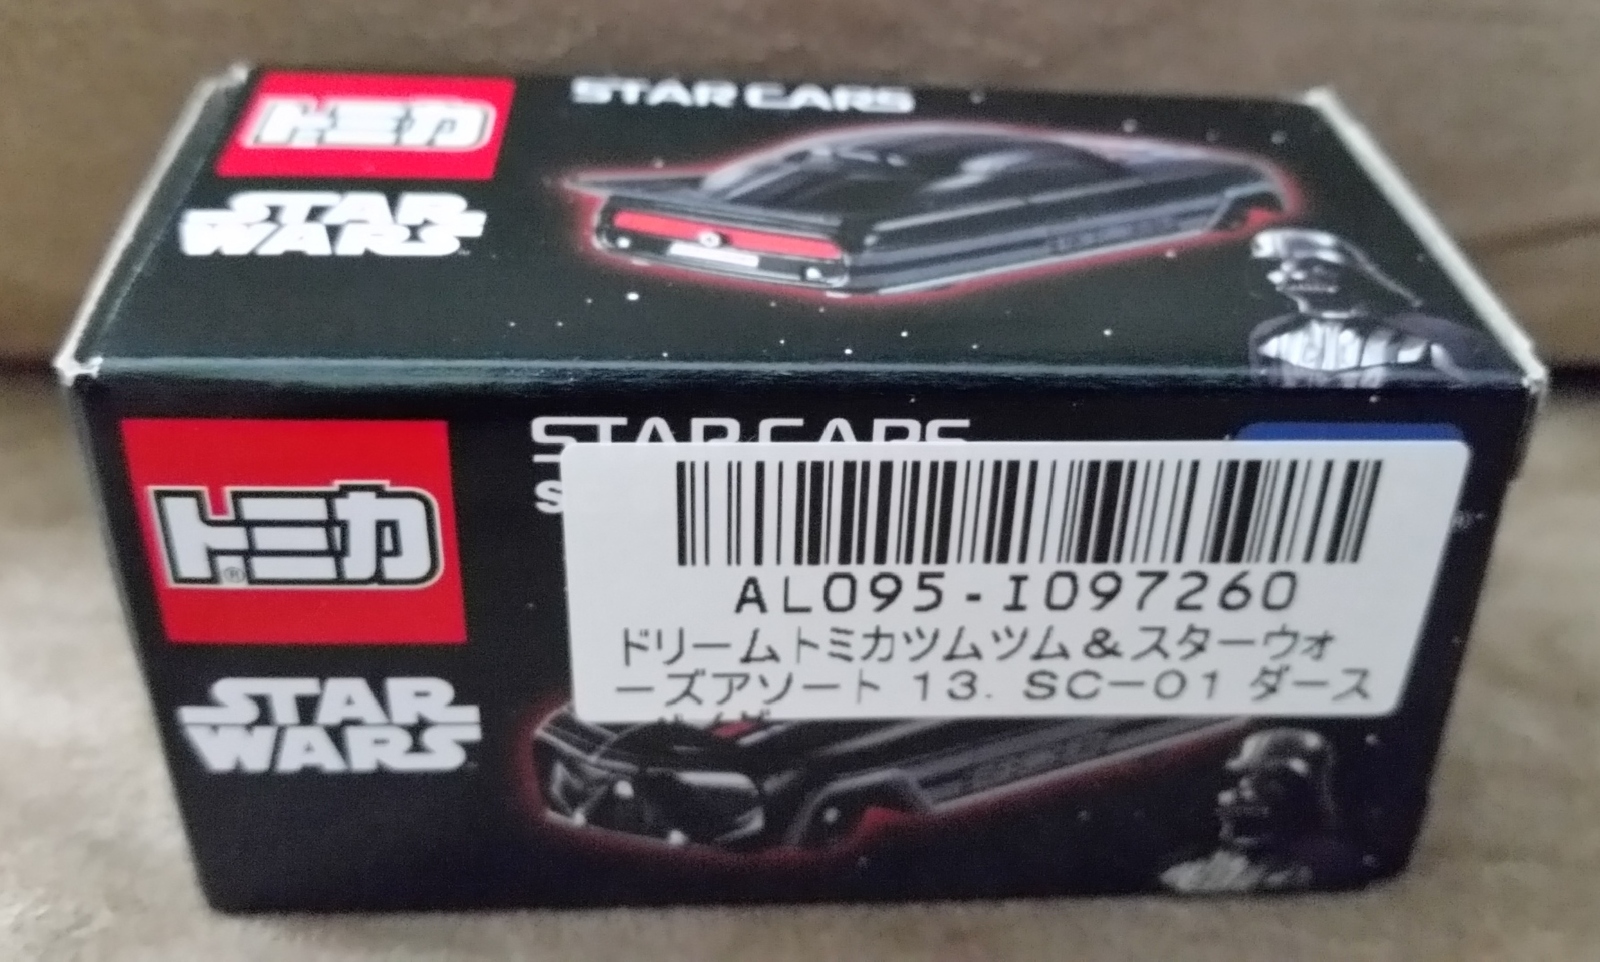 トミカ
STAR CARS
STAR
WARS
トミカ
STAR CARS
AL095-I097260
ドリームトミカツムツム&スターウォ
ーズアソート 13. SC-01 ダース
STAR
WARS